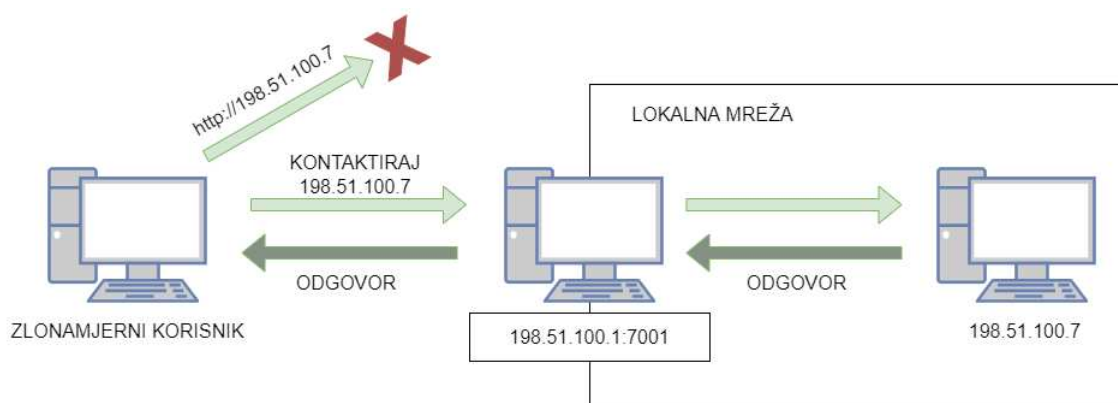 http://198.51.100.7
LOKALNA MREŽA
KONTAKTIRAJ
198.51.100.7
ODGOVOR
ODGOVOR
ZLONAMJERNI KORISNIK
198.51.100.1:7001
198.51.100.7